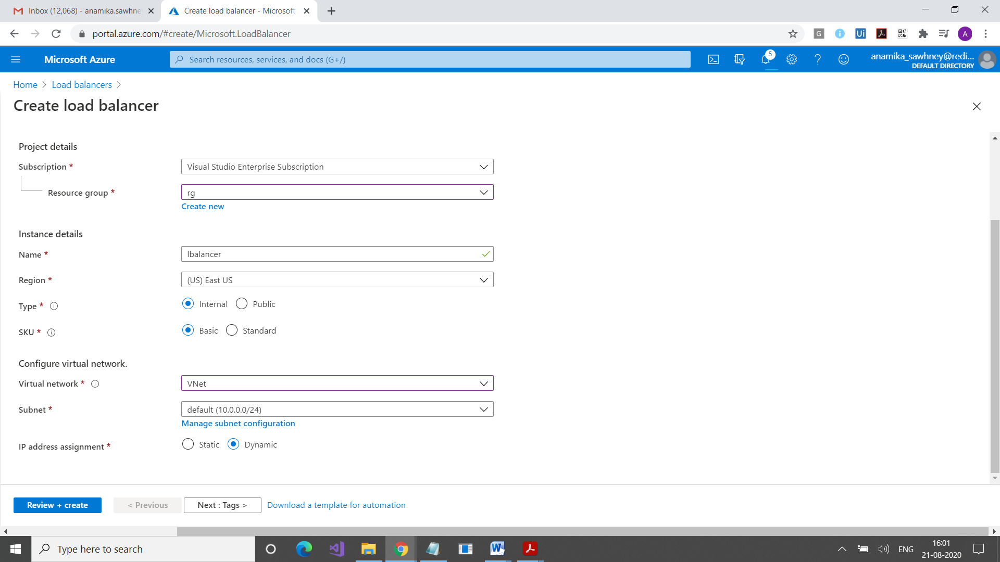 Inbox (12,068) - anamika.sawhne
Create load balancer - Microsoft
portal.azure.com/#create/Microsoft.LoadBalancer
G
i
Ui
A
Microsoft Azure
Search resources, services, and docs (G+/)
5
anamika_sawhney@redi...
DEFAULT DIRECTORY
Home > Load balancers >
Create load balancer
Project details
Subscription *
Visual Studio Enterprise Subscription
Resource group *
rg
Create new
Instance details
Name *
lbalancer
Region *
(US) East US
Type *
Internal
Public
SKU *
Basic
Standard
Configure virtual network.
Virtual network *
VNet
Subnet *
default (10.0.0.0/24)
Manage subnet configuration
IP address assignment *
Static
Dynamic
Review + create
< Previous
Next : Tags >
Download a template for automation
Type here to search
W
ENG
16:01
21-08-2020